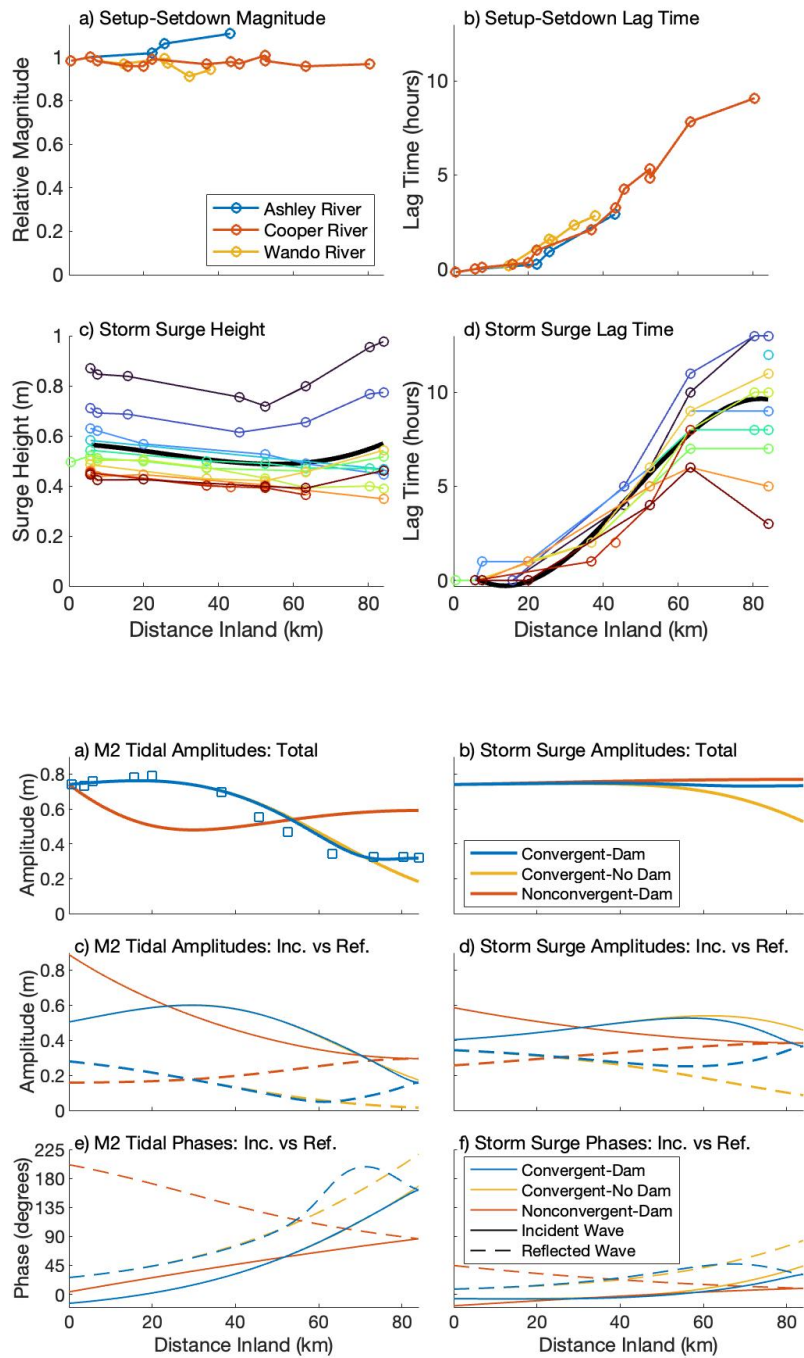 a) Setup-Setdown Magnitude
b) Setup-Setdown Lag Time
Relative Magnitude
1
0.8
0.6
0.4
0.2
0
Ashley River
Cooper River
Wando River
Lag Time (hours)
10
5
0
c) Storm Surge Height
d) Storm Surge Lag Time
Surge Height (m)
1
0.8
0.6
0.4
0.2
0
0 20 40 60 80
Distance Inland (km)
Lag Time (hours)
10
5
0
0 20 40 60 80
Distance Inland (km)
a) M2 Tidal Amplitudes: Total
b) Storm Surge Amplitudes: Total
Amplitude (m)
0.8
0.6
0.4
0.2
0
Convergent-Dam
Convergent-No Dam
Nonconvergent-Dam
c) M2 Tidal Amplitudes: Inc. vs Ref.
d) Storm Surge Amplitudes: Inc. vs Ref.
Amplitude (m)
0.8
0.6
0.4
0.2
0
e) M2 Tidal Phases: Inc. vs Ref.
f) Storm Surge Phases: Inc. vs Ref.
Phase (degrees)
225
180
135
90
45
0
Convergent-Dam
Convergent-No Dam
Nonconvergent-Dam
Incident Wave
Reflected Wave
0 20 40 60 80
0 20 40 60 80
Distance Inland (km)
Distance Inland (km)